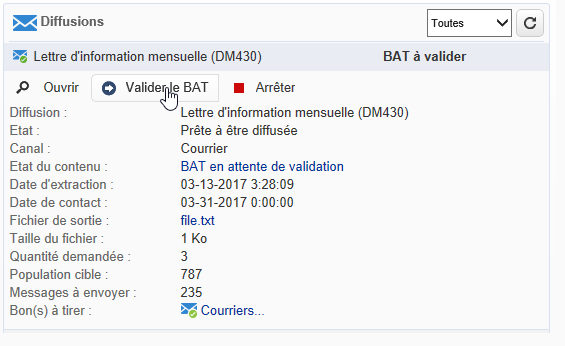 Diffusions Toutes
Lettre d'information mensuelle (DM430) BAT à valider
Ouvrir Valider le BAT Arrêter
Diffusion : Lettre d'information mensuelle (DM430)
Etat : Prête à être diffusée
Canal : Courrier
Etat du contenu : BAT en attente de validation
Date d'extraction : 03-13-2017 3:28:09
Date de contact : 03-31-2017 0:00:00
Fichier de sortie : file.txt
Taille du fichier : 1 Ko
Quantité demandée : 3
Population cible : 787
Messages à envoyer : 235
Bon(s) à tirer : Courriers...